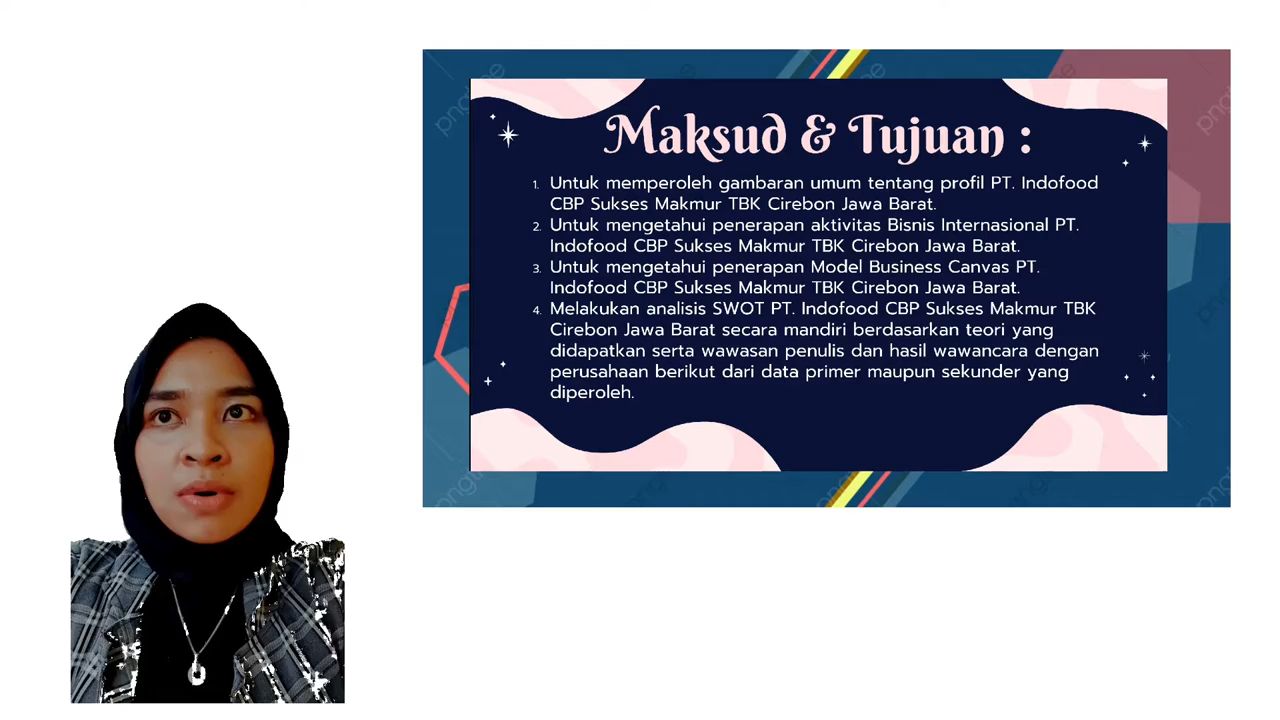 Maksud & Tujuan :
1. Untuk memperoleh gambaran umum tentang profil PT. Indofood
CBP Sukses Makmur TBK Cirebon Jawa Barat.
2. Untuk mengetahui penerapan aktivitas Bisnis Internasional PT.
Indofood CBP Sukses Makmur TBK Cirebon Jawa Barat.
3. Untuk mengetahui penerapan Model Business Canvas PT.
Indofood CBP Sukses Makmur TBK Cirebon Jawa Barat.
4. Melakukan analisis SWOT PT. Indofood CBP Sukses Makmur TBK
Cirebon Jawa Barat secara mandiri berdasarkan teori yang
didapatkan serta wawasan penulis dan hasil wawancara dengan
perusahaan berikut dari data primer maupun sekunder yang
diperoleh.